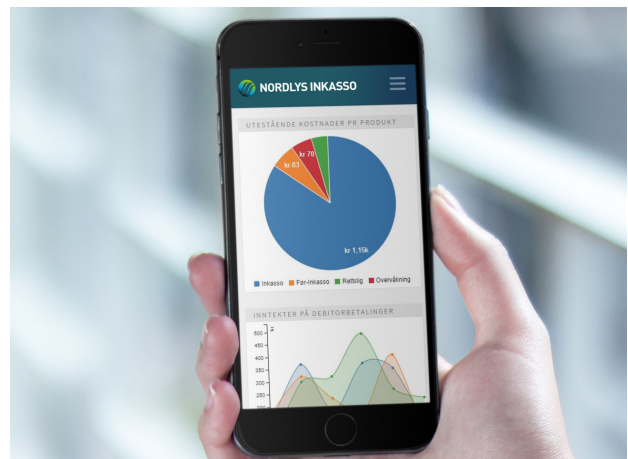 NORDLYS INKASSO
UTESTÅENDE KOSTNADER PR PRODUKT
kr 70
kr 83
kr 1,15k
Inkasso Før-inkasso Rettslig Overvåkning
INNTEKTER PÅ DEBITORBETALINGER
500
450
400
350
300
250